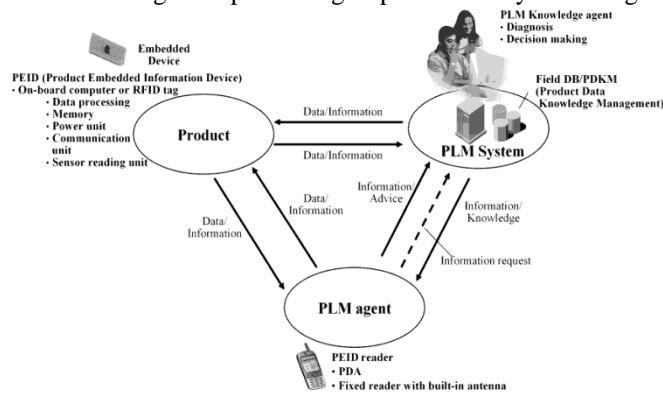 PLM Knowledge agent
• Diagnosis
• Decision making
Embedded
Device
PEID (Product Embedded Information Device)
• On-board computer or RFID tag
• Data processing
• Memory
• Power unit
• Communication
unit
• Sensor reading unit
Field DB/PDKM
(Product Data
Knowledge Management)
Product
Data/Information
Data/Information
PLM System
Data/
Information
Data/
Information
Information/
Advice
Information/
Knowledge
Information request
PLM agent
PEID reader
• PDA
• Fixed reader with built-in antenna